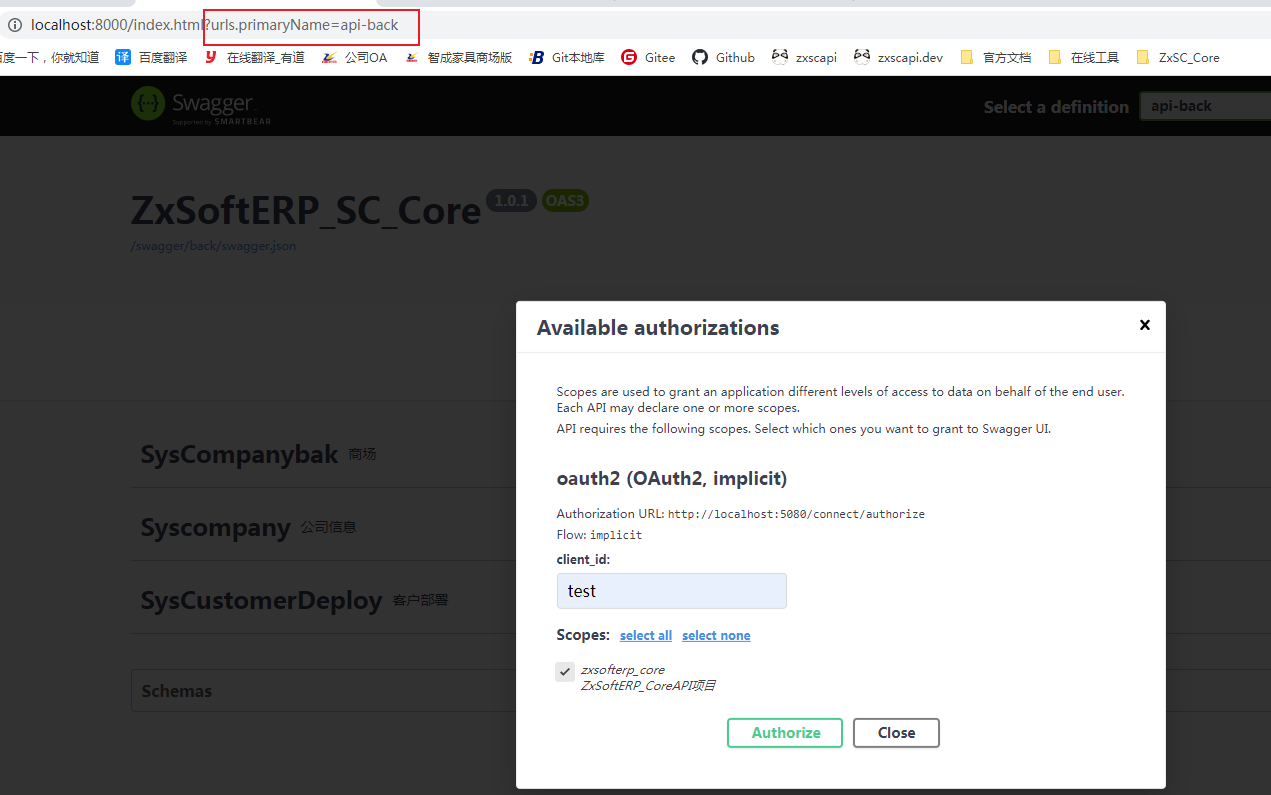 localhost:8000/index.html?urls.primaryName=api-back
百度一下，你就知道 译 百度翻译 y 在线翻译_有道 公司OA 智成家具商场版 B Git本地库 G Gitee Github zxscapi zxscapi.dev 官方文档 在线工具 ZxSC_Core
{···} Swagger Select a definition api-back
Supported by SMARTBEAR
ZxSoftERP_SC_Core 1.0.1 OAS3
/swagger/back/swagger.json
Available authorizations x
Scopes are used to grant an application different levels of access to data on behalf of the end user.
Each API may declare one or more scopes.
API requires the following scopes. Select which ones you want to grant to Swagger UI.
SysCompanybak 商场
oauth2 (OAuth2, implicit)
Authorization URL: http://localhost:5080/connect/authorize
Syscompany 公司信息
Flow: implicit
client_id:
test
SysCustomerDeploy 客户部署
Scopes: select all select none
zxsofterp_core
ZxSoftERP_CoreAPI项目
Schemas
Authorize Close